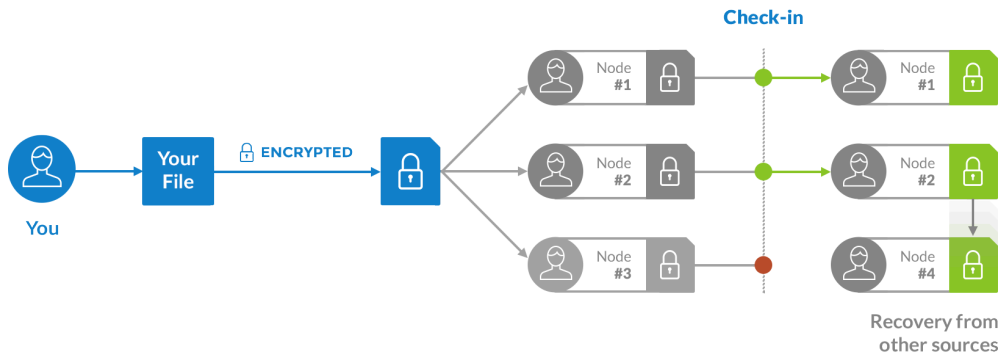 Check-in
Node
#1
Node
#1
Your
File
ENCRYPTED
Node
#2
Node
#2
You
Node
#3
Node
#4
Recovery from
other sources